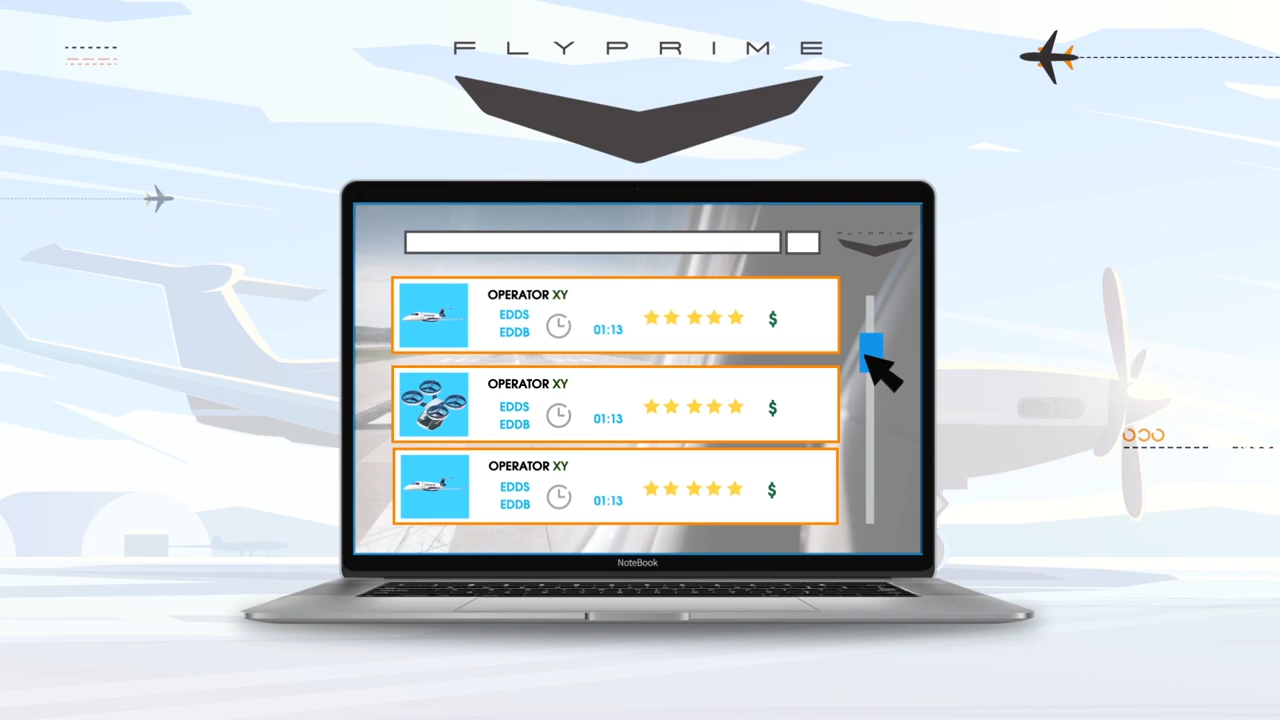 FLYPRIME
FLYPRIME
OPERATOR XY
EDDS
EDDB
01:13
$
OPERATOR XY
EDDS
EDDB
01:13
$
OPERATOR XY
EDDS
EDDB
01:13
$
NoteBook